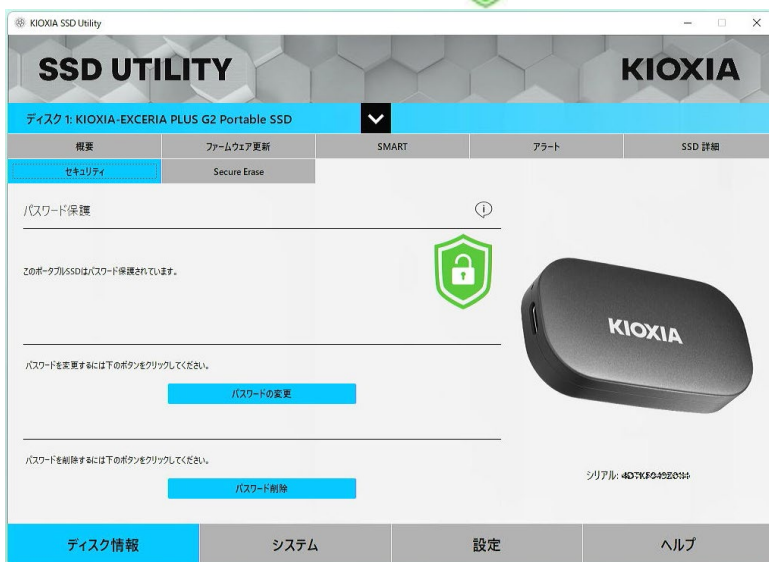 KIOXIA SSD Utility
SSD UTILITY
KIOXIA
ディスク 1: KIOXIA-EXCERIA PLUS G2 Portable SSD
概要 ファームウェア更新 SMART アラート SSD 詳細
セキュリティ Secure Erase
パスワード保護
このポータブルSSDはパスワード保護されています。
KIOXIA
パスワードを変更するには下のボタンをクリックしてください。
パスワードの変更
パスワードを削除するには下のボタンをクリックしてください。
シリアル:
パスワード削除
ディスク情報 システム 設定 ヘルプ